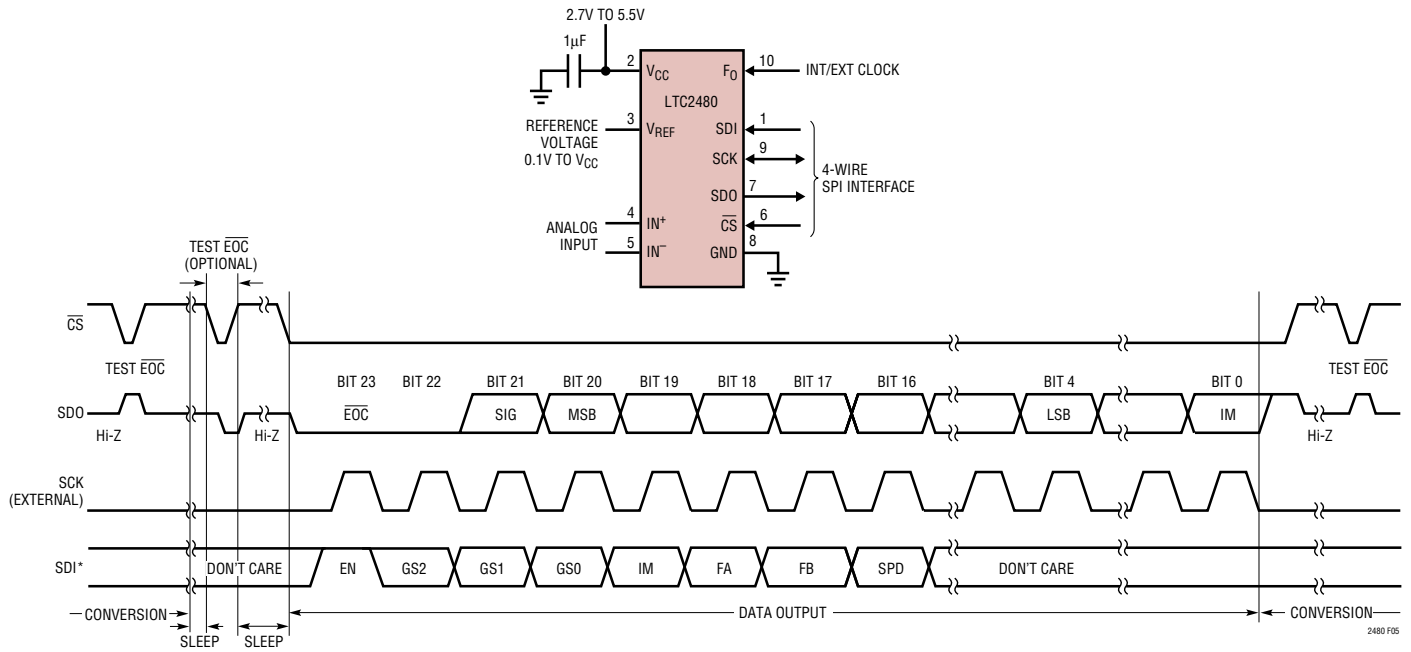 2.7V TO 5.5V
1µF
2
VCC
FO
10
INT/EXT CLOCK
LTC2480
REFERENCE
VOLTAGE
0.1V TO VCC
3
VREF
SDI
1
SCK
9
SDO
7
CS
6
4-WIRE
SPI INTERFACE
ANALOG
INPUT
4
IN+
5
IN–
GND
8
TEST EOC
(OPTIONAL)
CS
TEST EOC
TEST EOC
BIT 23
BIT 22
BIT 21
BIT 20
BIT 19
BIT 18
BIT 17
BIT 16
BIT 4
BIT 0
SDO
EOC
SIG
MSB
LSB
IM
Hi-Z
Hi-Z
Hi-Z
SCK
(EXTERNAL)
SDI*
DON'T CARE
EN
GS2
GS1
GS0
IM
FA
FB
SPD
DON'T CARE
CONVERSION
DATA OUTPUT
CONVERSION
SLEEP
SLEEP
2480 F05